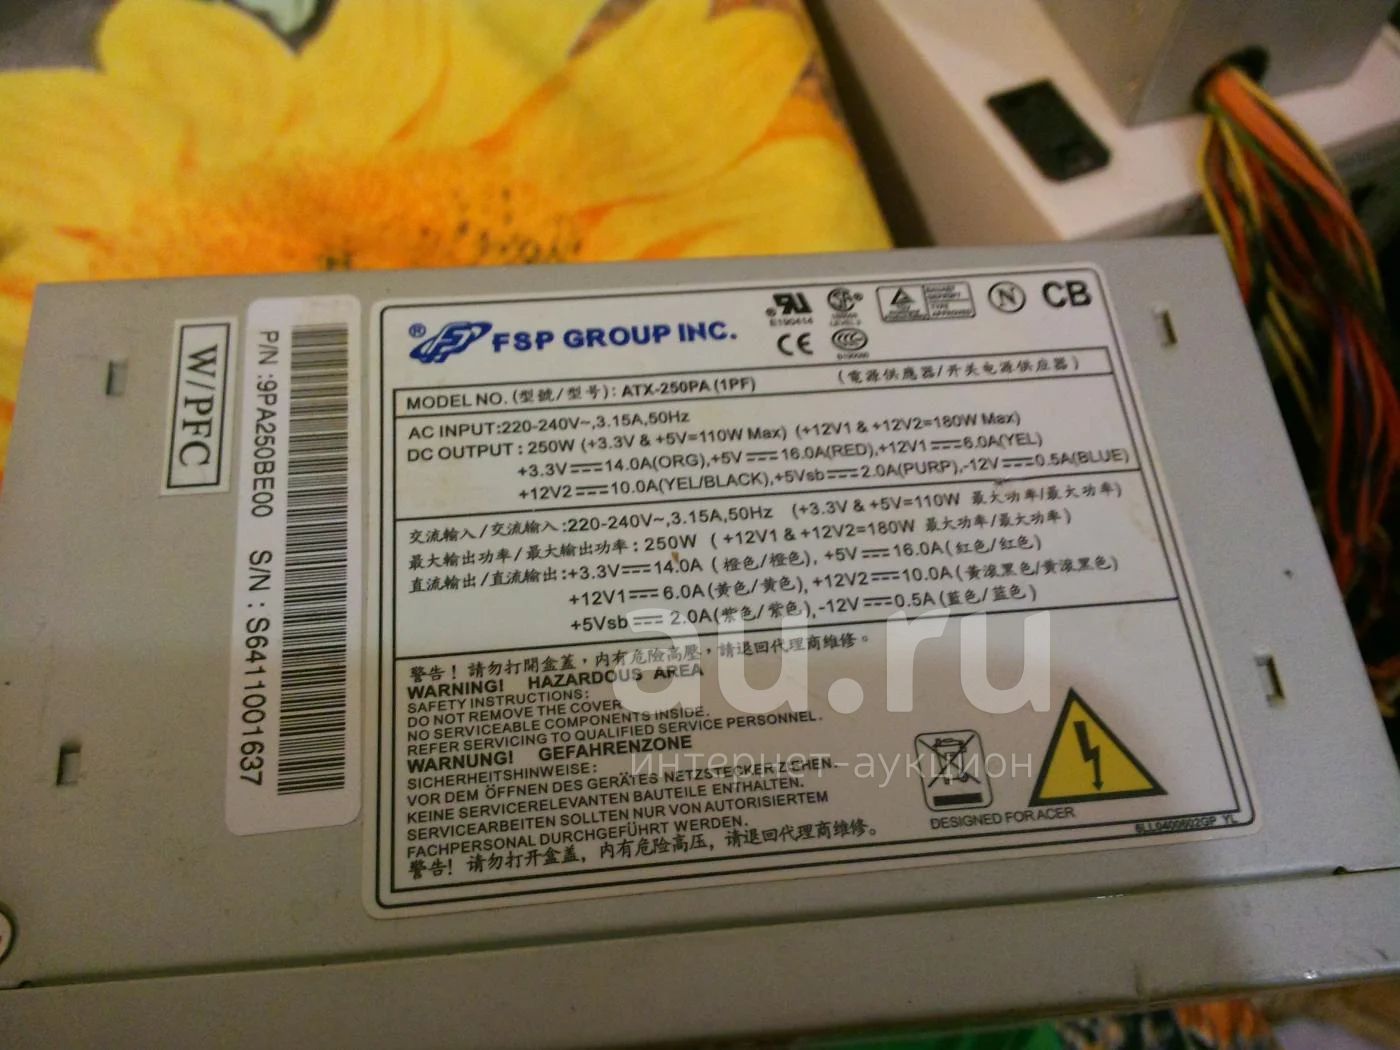 W/PFC
P/N :9PA250BE00 S/N : S6411001637
® FSP GROUP INC.
E190414
CE
N
CB
MODEL NO. (型號/型号): ATX-250PA (1PF) (電源供應器/开关电源供应器)
AC INPUT:220-240V~,3.15A,50Hz
DC OUTPUT : 250W (+3.3V & +5V=110W Max) (+12V1 & +12V2=180W Max)
+3.3V⎓14.0A(ORG),+5V⎓16.0A(RED),+12V1⎓6.0A(YEL)
+12V2⎓10.0A(YEL/BLACK),+5Vsb⎓2.0A(PURP),-12V⎓0.5A(BLUE)
交流輸入/交流输入:220-240V~,3.15A,50Hz (+3.3V & +5V=110W 最大功率/最大功率)
最大輸出功率/最大输出功率: 250W ( +12V1 & +12V2=180W 最大功率/最大功率)
直流輸出/直流输出:+3.3V⎓14.0A (橙色/橙色), +5V⎓16.0A(紅色/红色)
+12V1⎓6.0A(黃色/黄色), +12V2⎓10.0A(黃滾黑色/黄滚黑色)
+5Vsb⎓2.0A(紫色/紫色),-12V⎓0.5A(藍色/蓝色)
警告! 請勿打開盒蓋, 內有危險高壓, 請退回代理商維修。
WARNING! HAZARDOUS AREA
SAFETY INSTRUCTIONS:
DO NOT REMOVE THE COVER
NO SERVICEABLE COMPONENTS INSIDE.
REFER SERVICING TO QUALIFIED SERVICE PERSONNEL.
WARNUNG! GEFAHRENZONE
SICHERHEITSHINWEISE:
VOR DEM ÖFFNEN DES GERÄTES NETZSTECKER ZIEHEN.
KEINE SERVICERELEVANTEN BAUTEILE ENTHALTEN.
SERVICEARBEITEN SOLLTEN NUR VON AUTORISIERTEM
FACHPERSONAL DURCHGEFÜHRT WERDEN.
警告! 请勿打开盒盖, 内有危险高压, 请退回代理商维修。
DESIGNED FOR ACER
6LL0400602GP YL
au.ru
интернет-аукцион